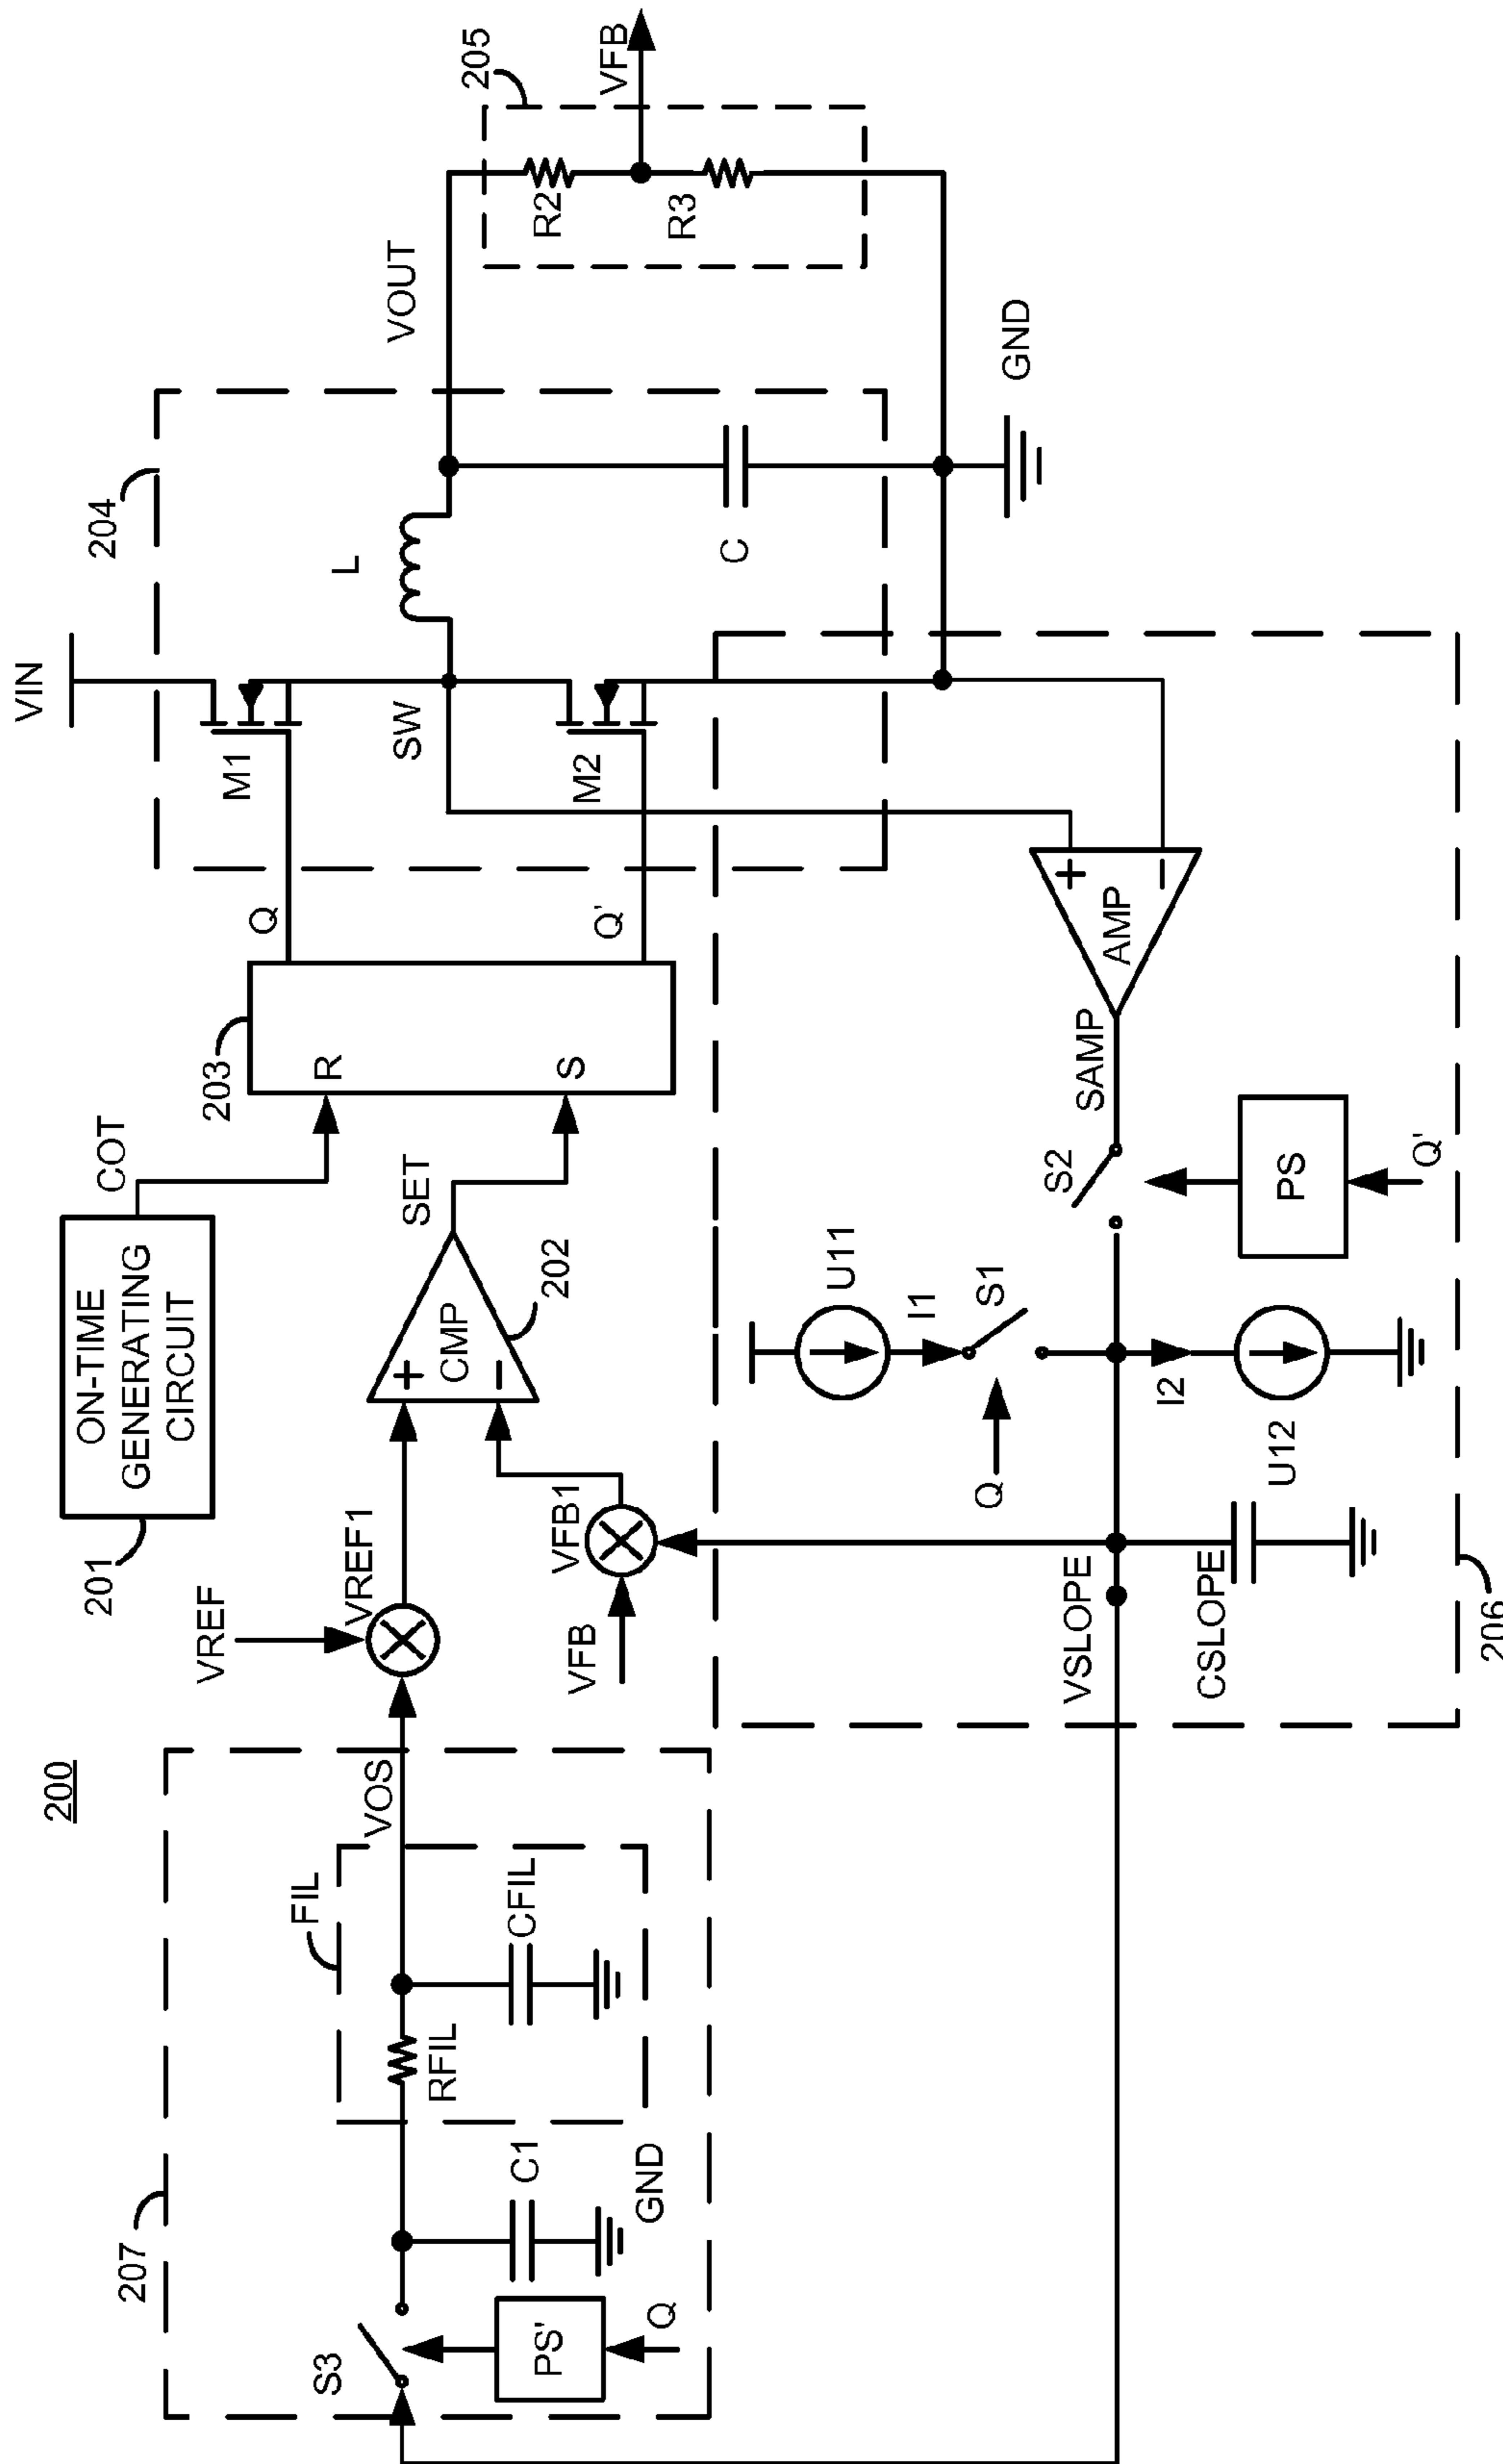 200
207
S3
PS'
Q
C1
GND
FIL
RFIL
CFIL
VOS
VREF
VREF1
VFB
VFB1
201
ON-TIME
GENERATING
CIRCUIT
COT
CMP
202
SET
203
R
S
Q
Q'
204
VIN
M1
SW
M2
L
C
VOUT
GND
205
R2
R3
VFB
206
VSLOPE
CSLOPE
Q
U11
I1
S1
I2
U12
S2
PS
Q'
SAMP
AMP
+
−
+
−